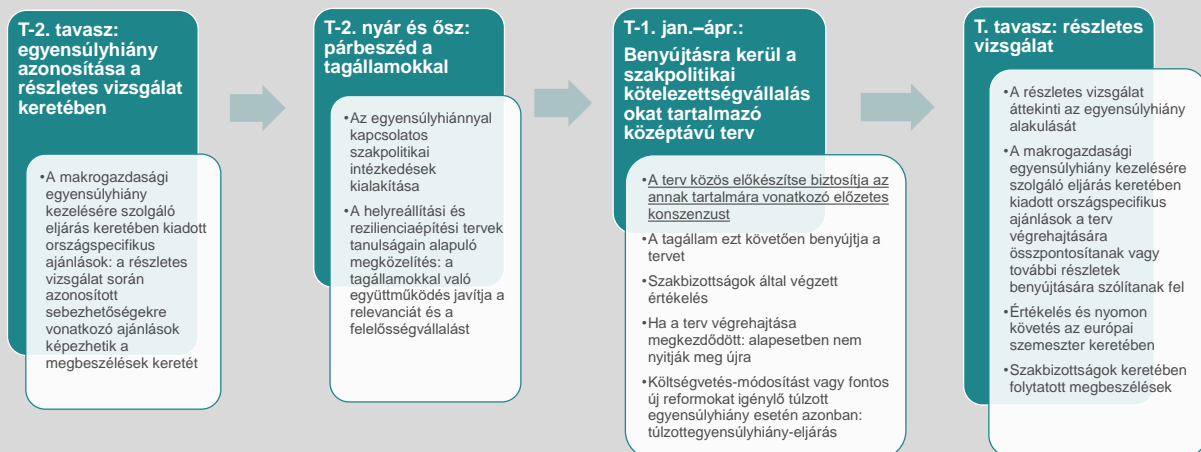 T-2. tavasz:
egyensúlyhiány
azonosítása a
részletes vizsgálat
keretében
•A makrogazdasági
egyensúlyhiány
kezelésére szolgáló
eljárás keretében kiadott
országspecifikus
ajánlások: a részletes
vizsgálat során
azonosított
sebezhetőségekre
vonatkozó ajánlások
képezhetik a
megbeszélések keretét
T-2. nyár és ősz:
párbeszéd a
tagállamokkal
•Az egyensúlyhiánnyal
kapcsolatos
szakpolitikai
intézkedések
kialakítása
•A helyreállítási és
rezilienciaépítési tervek
tanulságain alapuló
megközelítés: a
tagállamokkal való
együttműködés javítja a
relevanciát és a
felelősségvállalást
T-1. jan.–ápr.:
Benyújtásra kerül a
szakpolitikai
kötelezettségvállalás
okat tartalmazó
középtávú terv
•A terv közös előkészítse biztosítja az
annak tartalmára vonatkozó előzetes
konszenzust
•A tagállam ezt követően benyújtja a
tervet
•Szakbizottságok által végzett
értékelés
•Ha a terv végrehajtása
megkezdődött: alapesetben nem
nyitják meg újra
•Költségvetés-módosítást vagy fontos
új reformokat igénylő túlzott
egyensúlyhiány esetén azonban:
túlzottegyensúlyhiány-eljárás
T. tavasz: részletes
vizsgálat
•A részletes vizsgálat
áttekinti az egyensúlyhiány
alakulását
•A makrogazdasági
egyensúlyhiány kezelésére
szolgáló eljárás keretében
kiadott országspecifikus
ajánlások a terv
végrehajtására
összpontosítanak vagy
további részletek
benyújtására szólítanak fel
•Értékelés és nyomon
követés az európai
szemeszter keretében
•Szakbizottságok keretében
folytatott megbeszélések